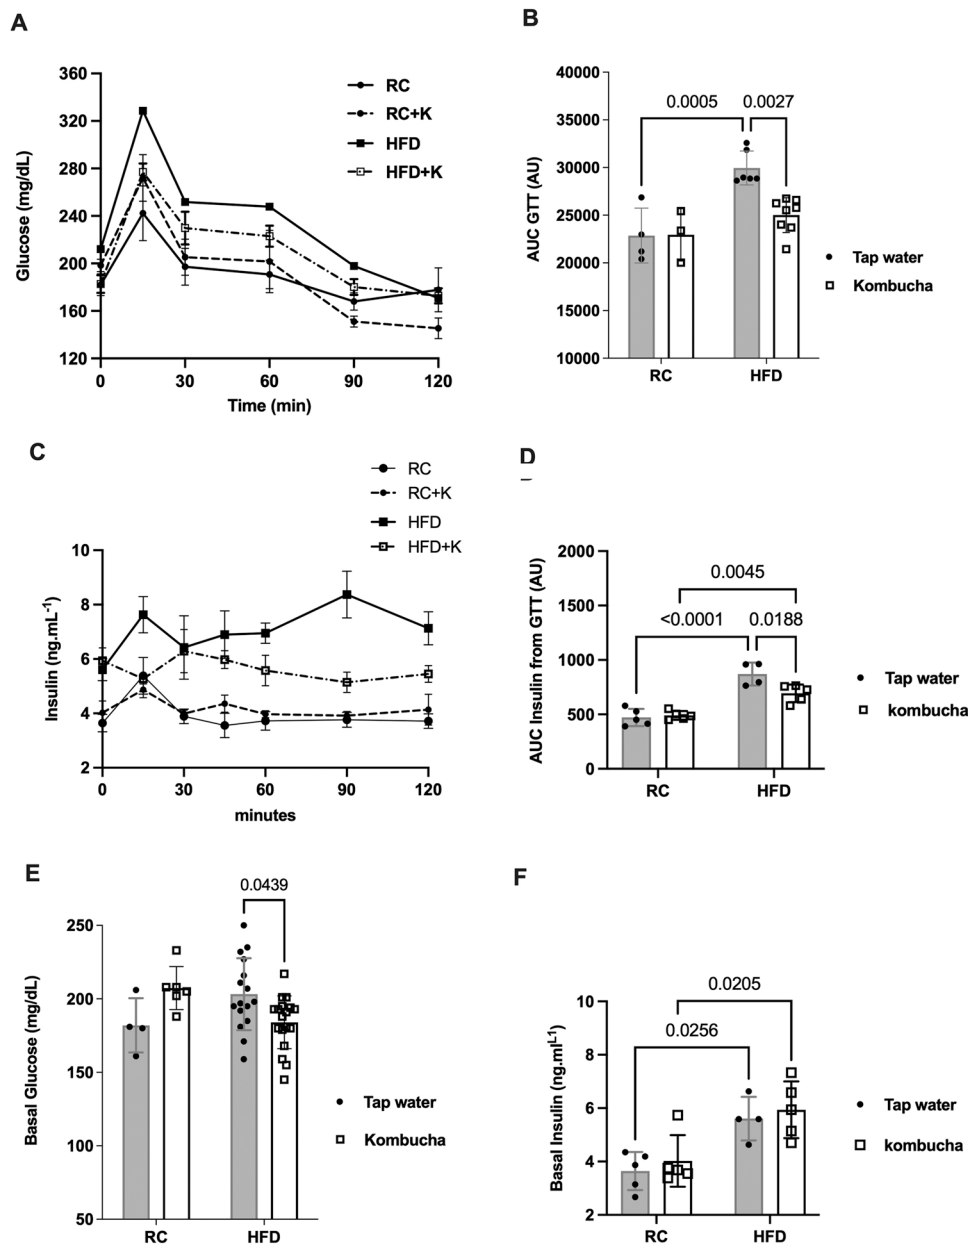 A
360
320
280
240
200
160
120
Glucose (mg/dL)
0
30
60
90
120
Time (min)
RC
RC+K
HFD
HFD+K
B
40000
35000
30000
25000
20000
15000
10000
AUC GTT (AU)
0.0005
0.0027
RC
HFD
Tap water
Kombucha
C
RC
RC+K
HFD
HFD+K
10
8
6
4
2
Insulin (ng.mL-1)
0
30
60
90
120
minutes
D
2000
1500
1000
500
0
AUC Insulin from GTT (AU)
0.0045
<0.0001
0.0188
RC
HFD
Tap water
kombucha
E
0.0439
250
200
150
100
50
Basal Glucose (mg/dL)
RC
HFD
Tap water
Kombucha
F
0.0205
0.0256
10
8
6
4
2
Basal Insulin (ng.mlL1)
RC
HFD
Tap water
kombucha